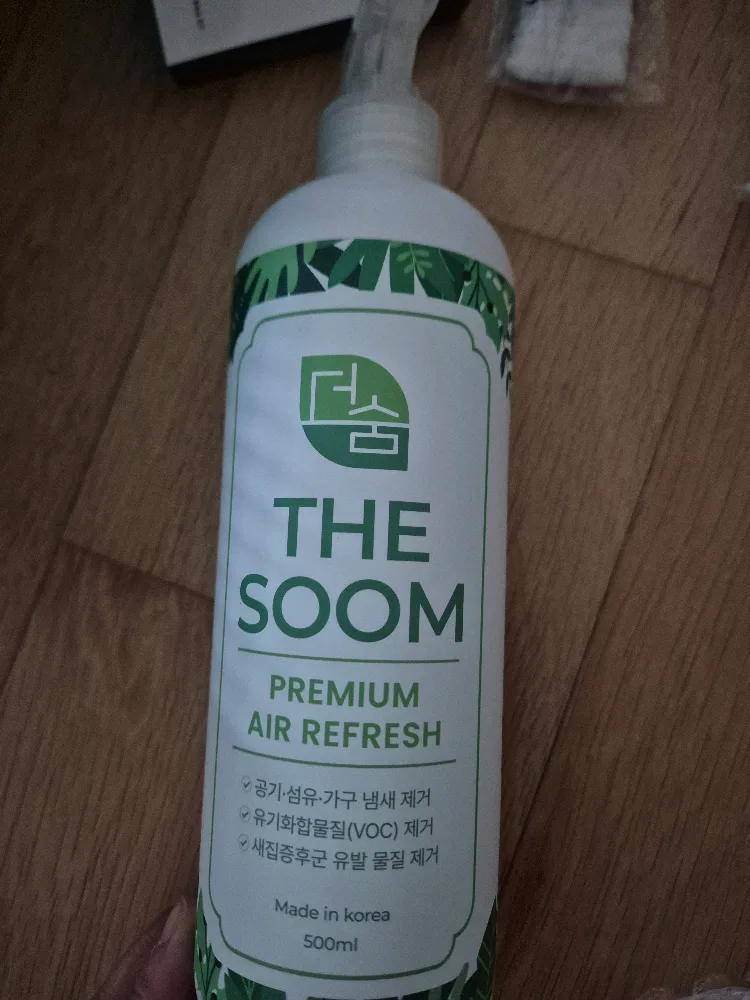 더숨
THE
SOOM
PREMIUM
AIR REFRESH
공기·섬유·가구 냄새 제거
유기화합물질(VOC) 제거
새집증후군 유발 물질 제거
Made in korea
500ml